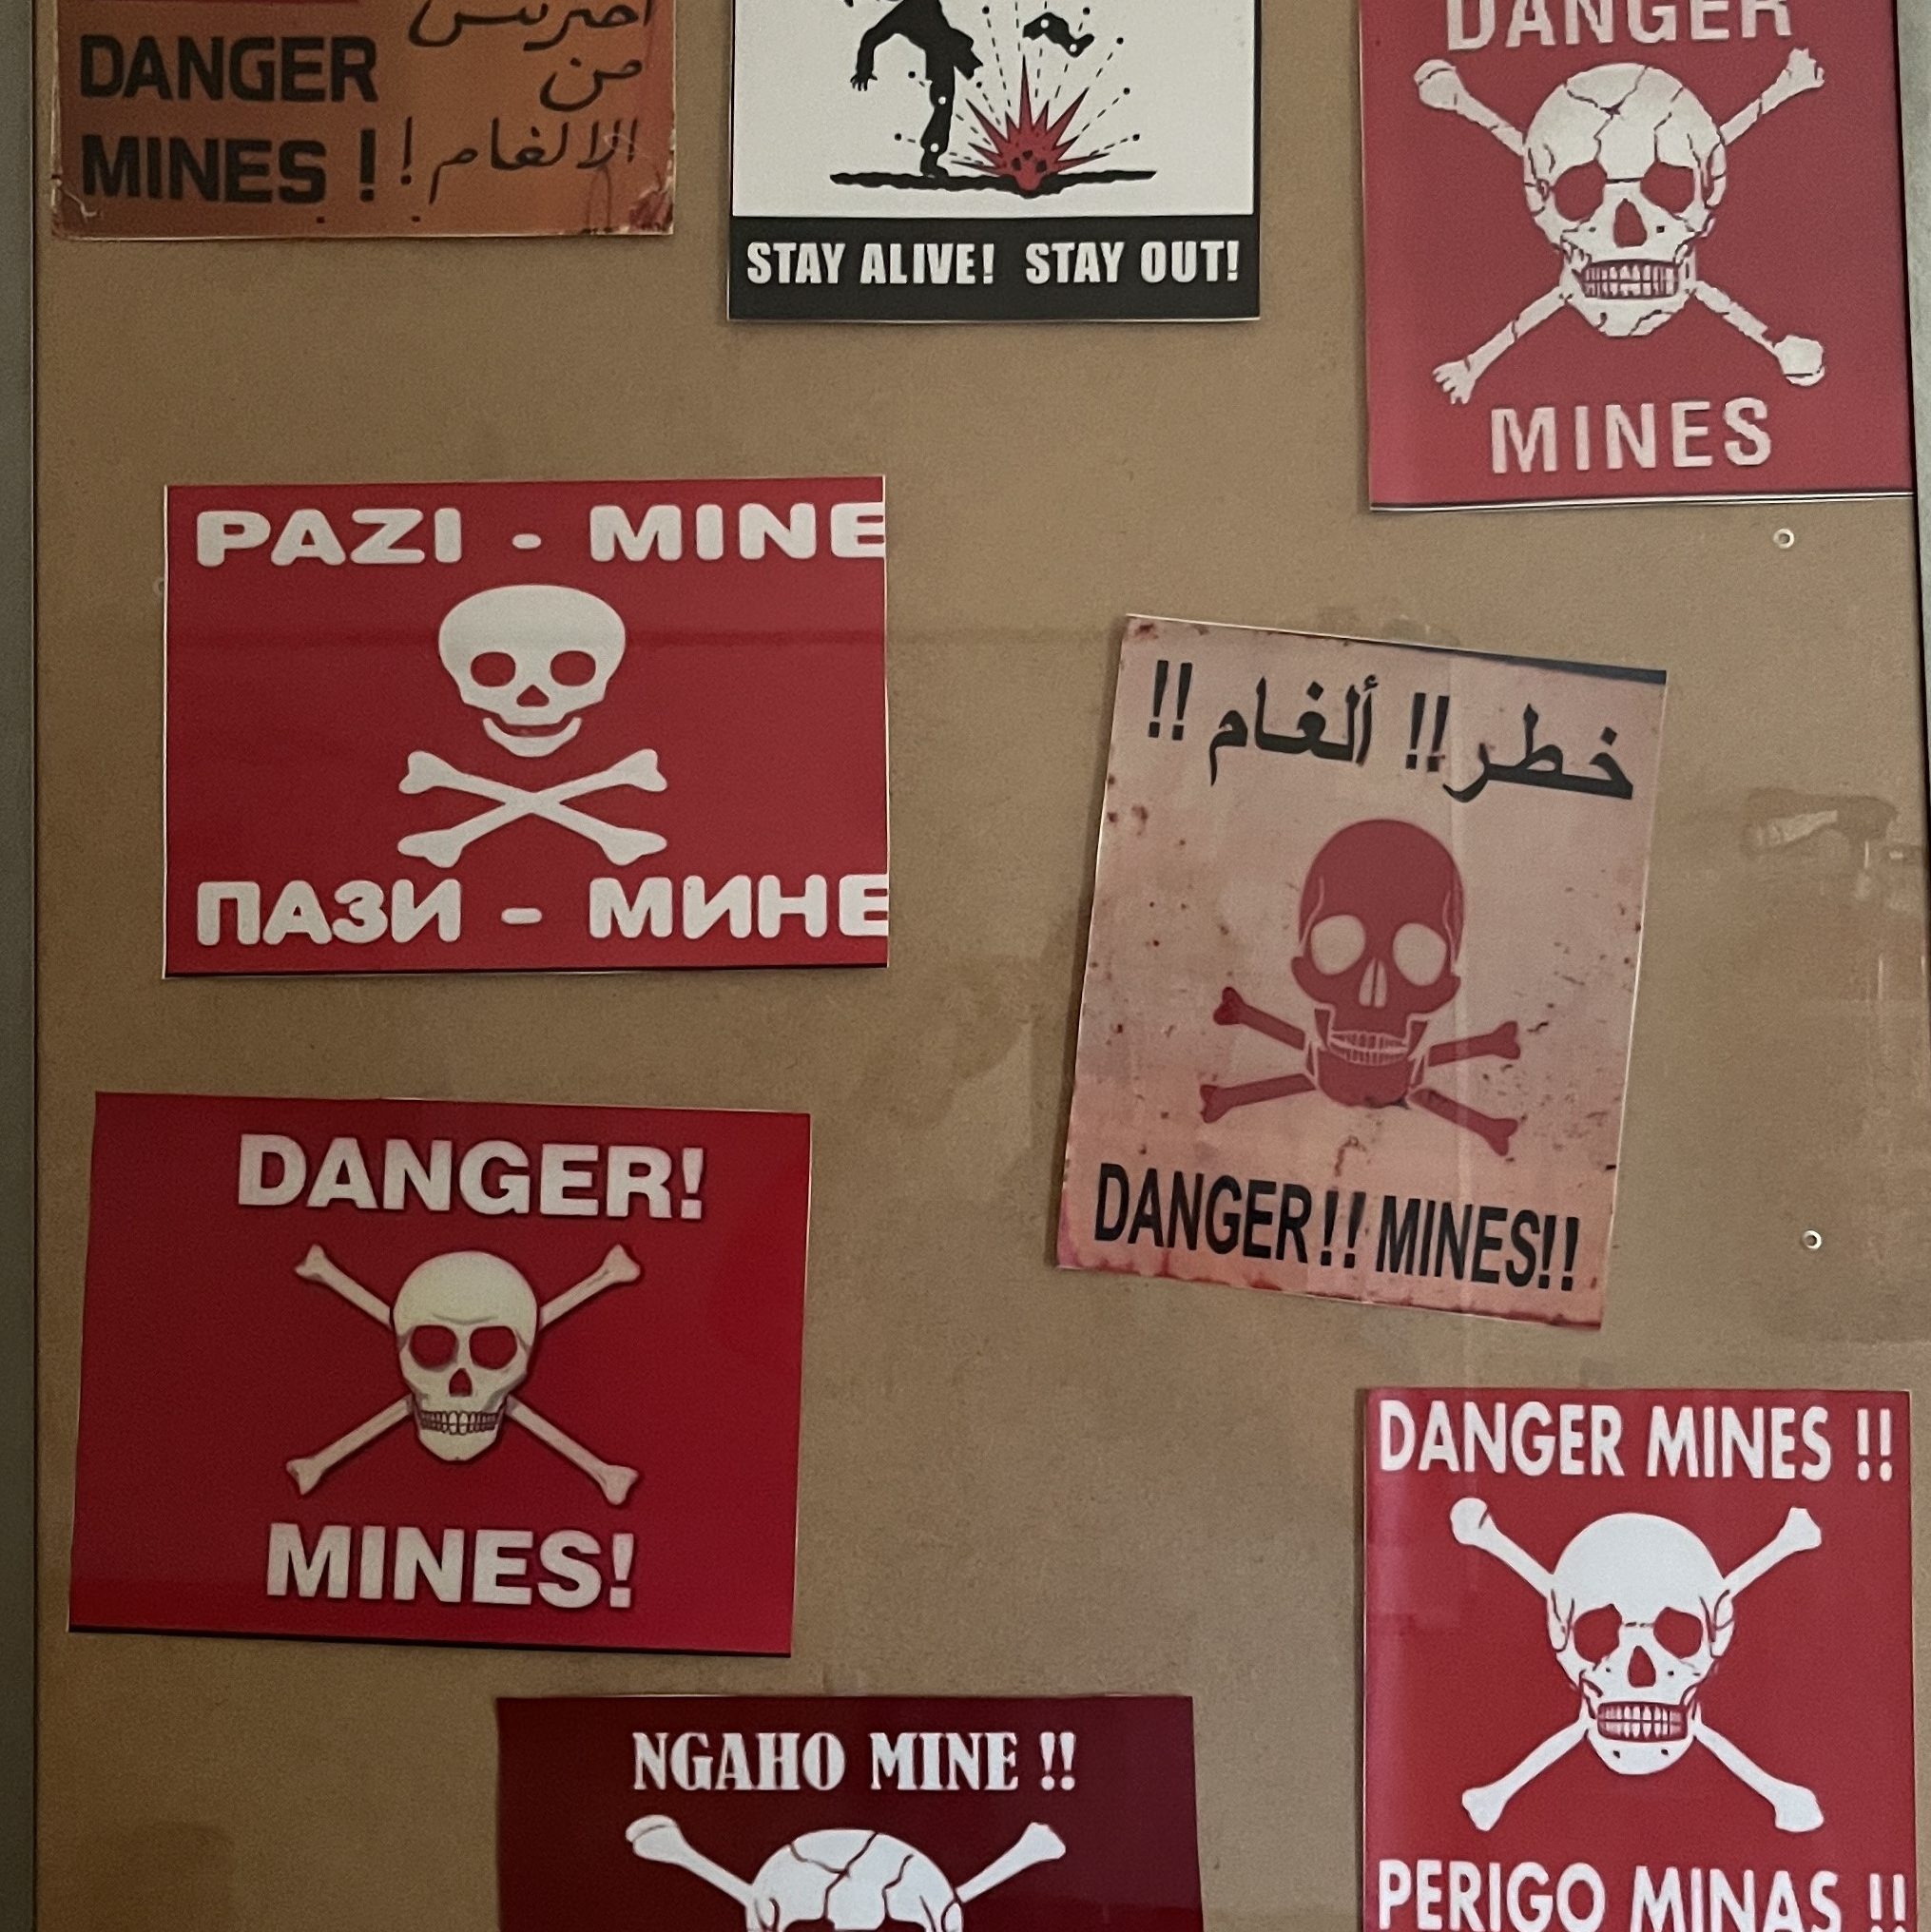 احترس
من
الالغام!
DANGER
MINES!
STAY ALIVE! STAY OUT!
DANGER
MINES
PAZI - MINE
ПАЗИ - МИНЕ
خطر!! ألغام!!
DANGER!! MINES!!
DANGER!
MINES!
DANGER MINES !!
PERIGO MINAS !!
NGAHO MINE !!